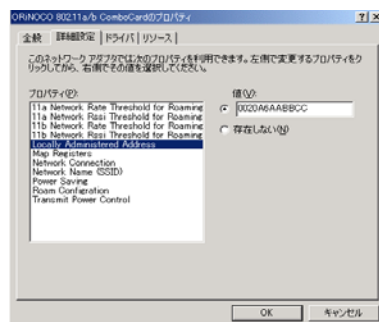 ORiNOCO 80211a/b ComboCardのプロパティ
全般 詳細設定 ドライバ リソース
このネットワーク アダプタでは次のプロパティを利用できます。左側で変更するプロパティをク
リックしてから、右側でその値を選択してください。
プロパティ(P):
値(V):
11a Network Rate Threshold for Roaming
11a Network Rssi Threshold for Roaming
11b Network Rate Threshold for Roaming
11b Network Rssi Threshold for Roaming
Locally Administered Address
Map Registers
Network Connection
Network Name (SSID)
Power Saving
Roam Configration
Transmit Power Control
0020A6AABBCC
存在しない(N)
OK
キャンセル